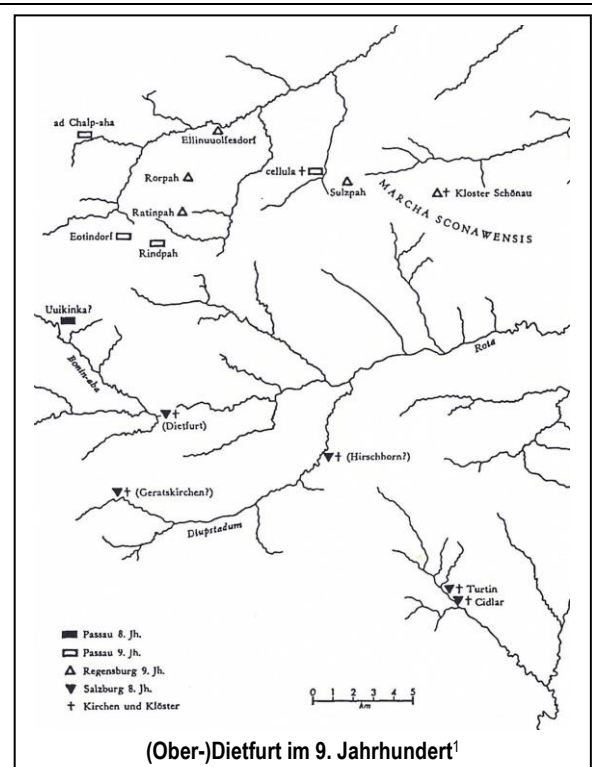 ad Chalp-aha
Ellinuuolfesdorf
Rorpah
cellula †
Sulzpah
† Kloster Schönau
MARCHA SCONAWENSIS
Ratinpah
Eotindorf
Rindpah
Uuikinka?
Bonin-aha
Rota
†
(Dietfurt)
† (Hirschhorn?)
† (Geratskirchen?)
Diupstadum
† Turtin
† Cidlar
Passau 8. Jh.
Passau 9. Jh.
Regensburg 9. Jh.
Salzburg 8. Jh.
† Kirchen und Klöster
0 1 2 3 4 5
km
(Ober-)Dietfurt im 9. Jahrhundert1